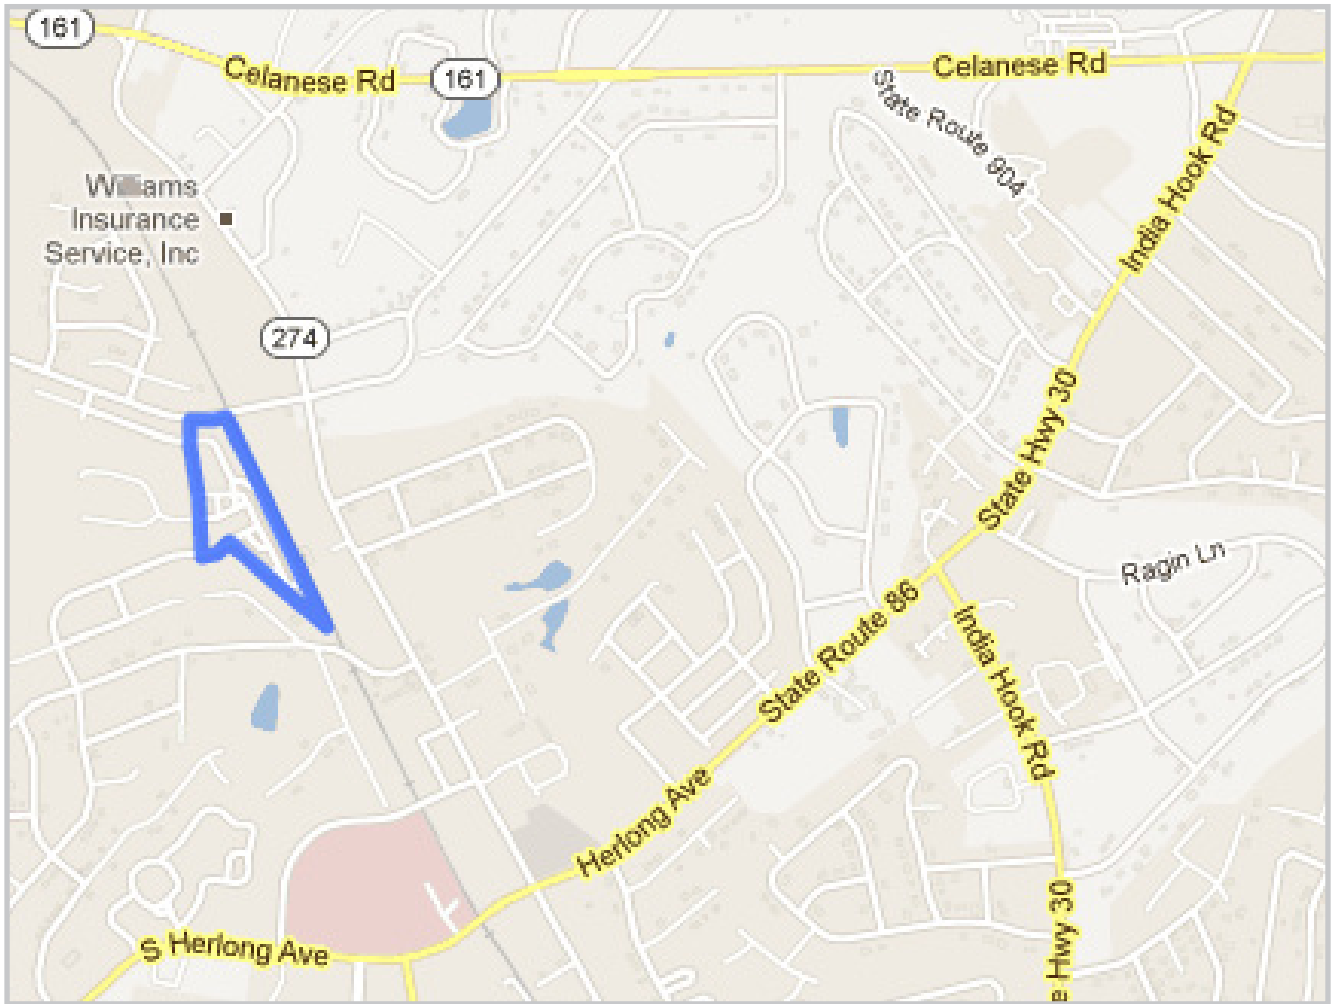 161
Celanese Rd
161
Celanese Rd
State Route 904
India Hook Rd
Williams
Insurance
Service, Inc
274
State Hwy 30
Ragin Ln
State Route 86
India Hook Rd
Herlong Ave
e Hwy 30
S Herlong Ave